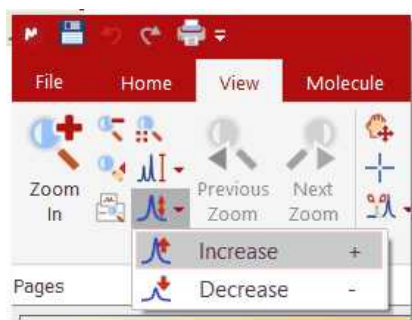 File Home View Molecule
Zoom In
Previous Zoom
Next Zoom
Increase +
Decrease -
Pages